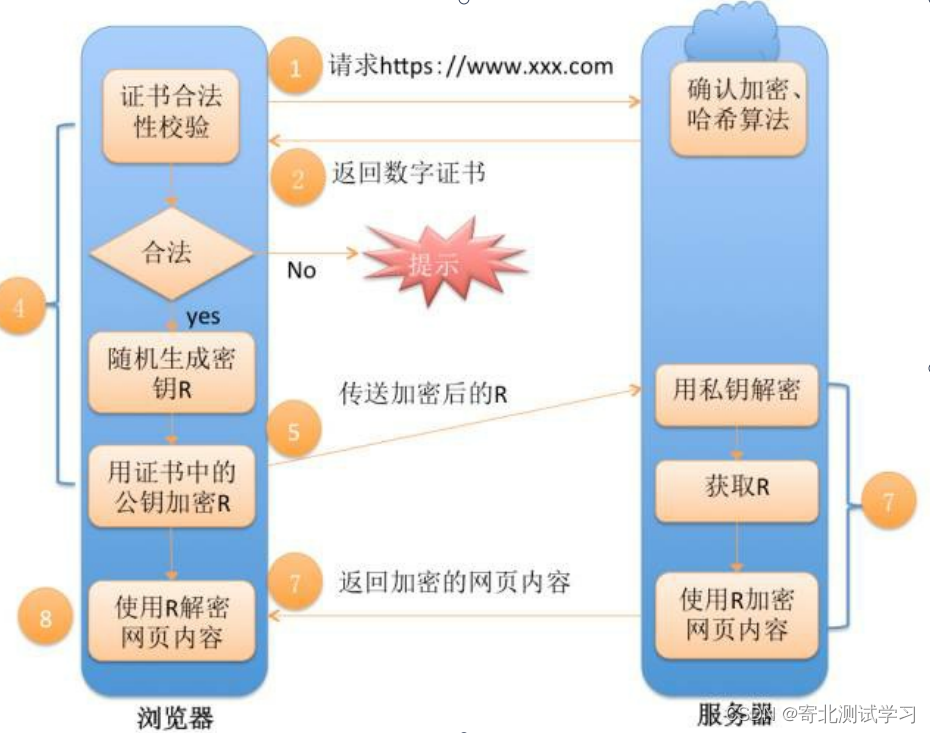 1
请求https://www.xxx.com
证书合法
性校验
确认加密、
哈希算法
2
返回数字证书
合法
No
提示
4
yes
随机生成密
钥R
传送加密后的R
5
用私钥解密
用证书中的
公钥加密R
获取R
7
7
返回加密的网页内容
8
使用R解密
网页内容
使用R加密
网页内容
浏览器
服务器
@寄北测试学习